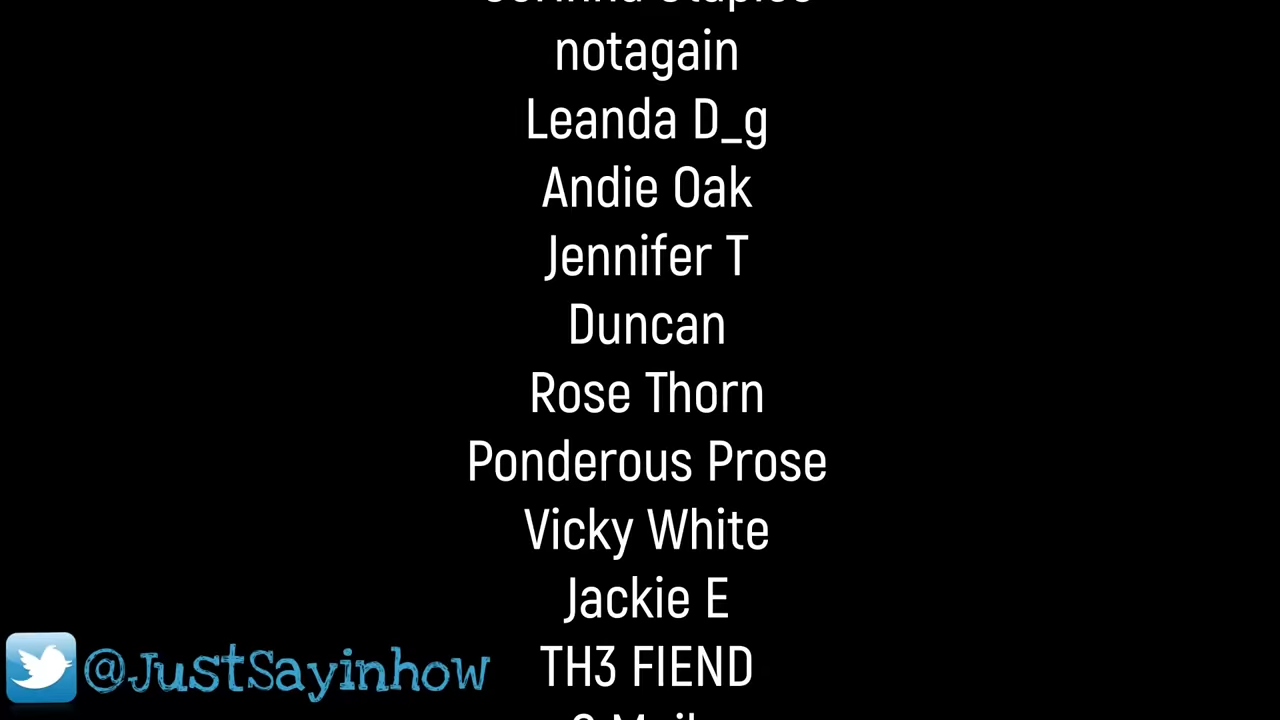 notagain
Leanda D_g
Andie Oak
Jennifer T
Duncan
Rose Thorn
Ponderous Prose
Vicky White
Jackie E
TH3 FIEND
@JustSayinhow